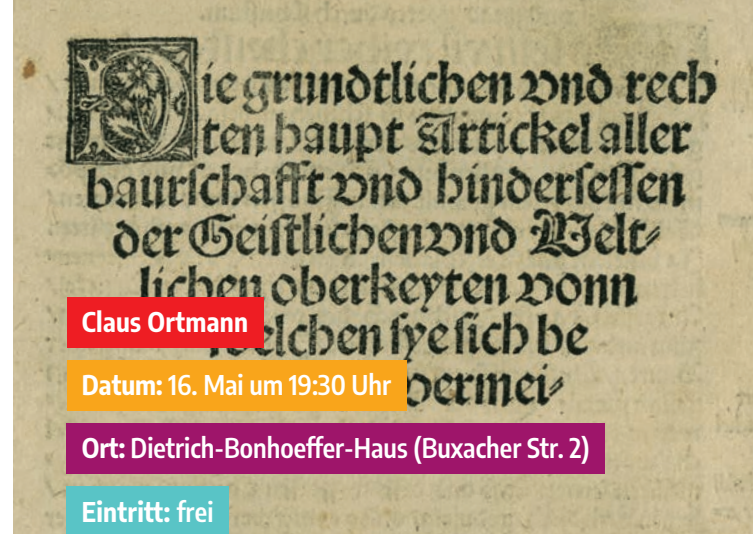 Die grundtlichen vnd rech
ten haupt Artickel aller
baurſchafft vnd hinderſeſſen
der Geiſtlichen vnd Welt⸗
lichen oberkeyten vonn
welchen ſye ſich be
vermei⸗
Claus Ortmann
Datum: 16. Mai um 19:30 Uhr
Ort: Dietrich-Bonhoeffer-Haus (Buxacher Str. 2)
Eintritt: frei